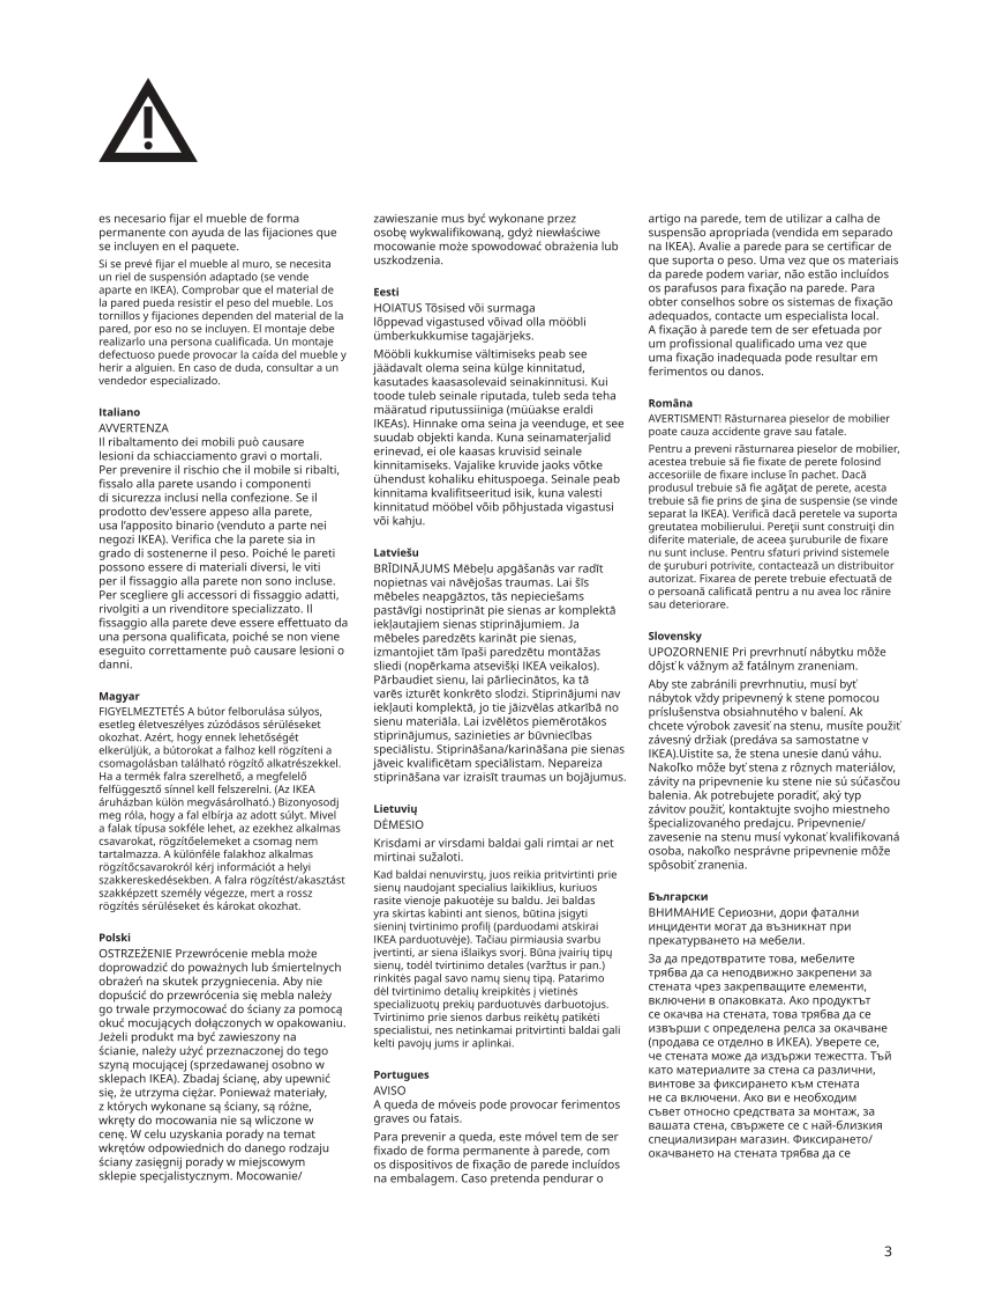 es necesario fijar el mueble de forma
permanente con ayuda de las fijaciones que
se incluyen en el paquete.
Si se prevé fijar el mueble al muro, se necesita
un riel de suspensión adaptado (se vende
aparte en IKEA). Comprobar que el material de
la pared pueda resistir el peso del mueble. Los
tornillos y fijaciones dependen del material de la
pared, por eso no se incluyen. El montaje debe
realizarlo una persona cualificada. Un montaje
defectuoso puede provocar la caída del mueble y
herir a alguien. En caso de duda, consultar a un
vendedor especializado.
Italiano
AVVERTENZA
Il ribaltamento dei mobili può causare
lesioni da schiacciamento gravi o mortali.
Per prevenire il rischio che il mobile si ribalti,
fissalo alla parete usando i componenti
di sicurezza inclusi nella confezione. Se il
prodotto dev'essere appeso alla parete,
usa l'apposito binario (venduto a parte nei
negozi IKEA). Verifica che la parete sia in
grado di sostenerne il peso. Poiché le pareti
possono essere di materiali diversi, le viti
per il fissaggio alla parete non sono incluse.
Per scegliere gli accessori di fissaggio adatti,
rivolgiti a un rivenditore specializzato. Il
fissaggio alla parete deve essere effettuato da
una persona qualificata, poiché se non viene
eseguito correttamente può causare lesioni o
danni.
Magyar
FIGYELMEZTETÉS A bútor felborulása súlyos,
esetleg életveszélyes zúzódásos sérüléseket
okozhat. Azért, hogy ennek lehetőségét
elkerüljük, a bútorokat a falhoz kell rögzíteni a
csomagolásban található rögzítő alkatrészekkel.
Ha a termék falra szerelhető, a megfelelő
felfüggesztő sínnel kell felszerelni. (Az IKEA
áruházban külön megvásárolható.) Bizonyosodj
meg róla, hogy a fal elbírja az adott súlyt. Mivel
a falak típusa sokféle lehet, az ezekhez alkalmas
csavarokat, rögzítőelemeket a csomag nem
tartalmazza. A különféle falakhoz alkalmas
rögzítőcsavarokról kérj információt a helyi
szakkereskedésekben. A falra rögzítést/akasztást
szakképzett személy végezze, mert a rossz
rögzítés sérüléseket és károkat okozhat.
Polski
OSTRZEŻENIE Przewrócenie mebla może
doprowadzić do poważnych lub śmiertelnych
obrażeń na skutek przygniecenia. Aby nie
dopuścić do przewrócenia się mebla należy
go trwale przymocować do ściany za pomocą
okuć mocujących dołączonych w opakowaniu.
Jeżeli produkt ma być zawieszony na
ścianie, należy użyć przeznaczonej do tego
szyną mocującej (sprzedawanej osobno w
sklepach IKEA). Zbadaj ścianę, aby upewnić
się, że utrzyma ciężar. Ponieważ materiały,
z których wykonane są ściany, są różne,
wkręty do mocowania nie są wliczone w
cenę. W celu uzyskania porady na temat
wkrętów odpowiednich do danego rodzaju
ściany zasięgnij porady w miejscowym
sklepie specjalistycznym. Mocowanie/
zawieszanie mus być wykonane przez
osobę wykwalifikowaną, gdyż niewłaściwe
mocowanie może spowodować obrażenia lub
uszkodzenia.
Eesti
HOIATUS Tõsised või surmaga
lõppevad vigastused võivad olla mööbli
ümberkukkumise tagajärjeks.
Mööbli kukkumise vältimiseks peab see
jäädavalt olema seina külge kinnitatud,
kasutades kaasasolevaid seinakinnitusi. Kui
toode tuleb seinale riputada, tuleb seda teha
määratud riputussiiniga (müüakse eraldi
IKEAs). Hinnake oma seina ja veenduge, et see
suudab objekti kanda. Kuna seinamaterjalid
erinevad, ei ole kaasas kruvisid seinale
kinnitamiseks. Vajalike kruvide jaoks võtke
ühendust kohaliku ehituspoega. Seinale peab
kinnitama kvalifitseeritud isik, kuna valesti
kinnitatud mööbel võib põhjustada vigastusi
või kahju.
Latviešu
BRĪDINĀJUMS Mēbeļu apgāšanās var radīt
nopietnas vai nāvējošas traumas. Lai šīs
mēbeles neapgāztos, tās nepieciešams
pastāvīgi nostiprināt pie sienas ar komplektā
iekļautajiem sienas stiprinājumiem. Ja
mēbeles paredzēts karināt pie sienas,
izmantojiet tām īpaši paredzētu montāžas
sliedi (nopērkama atsevišķi IKEA veikalos).
Pārbaudiet sienu, lai pārliecinātos, ka tā
varēs izturēt konkrēto slodzi. Stiprinājumi nav
iekļauti komplektā, jo tie jāizvēlas atkarībā no
sienu materiāla. Lai izvēlētos piemērotākos
stiprinājumus, sazinieties ar būvniecības
speciālistu. Stiprināšana/karināšana pie sienas
jāveic kvalificētam speciālistam. Nepareiza
stiprināšana var izraisīt traumas un bojājumus.
Lietuvių
DĖMESIO
Krisdami ar virsdami baldai gali rimtai ar net
mirtinai sužaloti.
Kad baldai nenuvirstų, juos reikia pritvirtinti prie
sienų naudojant specialius laikiklius, kuriuos
rasite vienoje pakuotėje su baldu. Jei baldas
yra skirtas kabinti ant sienos, būtina įsigyti
sieninį tvirtinimo profilį (parduodami atskirai
IKEA parduotuvėje). Tačiau pirmiausia svarbu
įvertinti, ar siena išlaikys svorį. Būna įvairių tipų
sienų, todėl tvirtinimo detales (varžtus ir pan.)
rinkitės pagal savo namų sienų tipą. Patarimo
dėl tvirtinimo detalių kreipkitės į vietinės
specializuotų prekių parduotuvės darbuotojus.
Tvirtinimo prie sienos darbus reikėtų patikėti
specialistui, nes netinkamai pritvirtinti baldai gali
kelti pavojų jums ir aplinkai.
Portugues
AVISO
A queda de móveis pode provocar ferimentos
graves ou fatais.
Para prevenir a queda, este móvel tem de ser
fixado de forma permanente à parede, com
os dispositivos de fixação de parede incluídos
na embalagem. Caso pretenda pendurar o
artigo na parede, tem de utilizar a calha de
suspensão apropriada (vendida em separado
na IKEA). Avalie a parede para se certificar de
que suporta o peso. Uma vez que os materiais
da parede podem variar, não estão incluídos
os parafusos para fixação na parede. Para
obter conselhos sobre os sistemas de fixação
adequados, contacte um especialista local.
A fixação à parede tem de ser efetuada por
um profissional qualificado uma vez que
uma fixação inadequada pode resultar em
ferimentos ou danos.
Româna
AVERTISMENT! Răsturnarea pieselor de mobilier
poate cauza accidente grave sau fatale.
Pentru a preveni răsturnarea pieselor de mobilier,
acestea trebuie să fie fixate de perete folosind
accesoriile de fixare incluse în pachet. Dacă
produsul trebuie să fie agăţat de perete, acesta
trebuie să fie prins de şina de suspensie (se vinde
separat la IKEA). Verifică dacă peretele va suporta
greutatea mobilierului. Pereţii sunt construiţi din
diferite materiale, de aceea şuruburile de fixare
nu sunt incluse. Pentru sfaturi privind sistemele
de şuruburi potrivite, contactează un distribuitor
autorizat. Fixarea de perete trebuie efectuată de
o persoană calificată pentru a nu avea loc rănire
sau deteriorare.
Slovensky
UPOZORNENIE Pri prevrhnutí nábytku môže
dôjsť k vážnym až fatálnym zraneniam.
Aby ste zabránili prevrhnutiu, musí byť
nábytok vždy pripevnený k stene pomocou
príslušenstva obsiahnutého v balení. Ak
chcete výrobok zavesiť na stenu, musíte použiť
závesný držiak (predáva sa samostatne v
IKEA).Uistite sa, že stena unesie danú váhu.
Nakoľko môže byť stena z rôznych materiálov,
závity na pripevnenie ku stene nie sú súčasťou
balenia. Ak potrebujete poradiť, aký typ
závitov použiť, kontaktujte svojho miestneho
špecializovaného predajcu. Pripevnenie/
zavesenie na stenu musí vykonať kvalifikovaná
osoba, nakoľko nesprávne pripevnenie môže
spôsobiť zranenia.
Български
ВНИМАНИЕ Сериозни, дори фатални
инциденти могат да възникнат при
прекатурването на мебели.
За да предотвратите това, мебелите
трябва да са неподвижно закрепени за
стената чрез закрепващите елементи,
включени в опаковката. Ако продуктът
се окачва на стената, това трябва да се
извърши с определена релса за окачване
(продава се отделно в ИКЕА). Уверете се,
че стената може да издържи тежестта. Тъй
като материалите за стена са различни,
винтове за фиксирането към стената
не са включени. Ако ви е необходим
съвет относно средствата за монтаж, за
вашата стена, свържете се с най-близкия
специализиран магазин. Фиксирането/
окачването на стената трябва да се
3